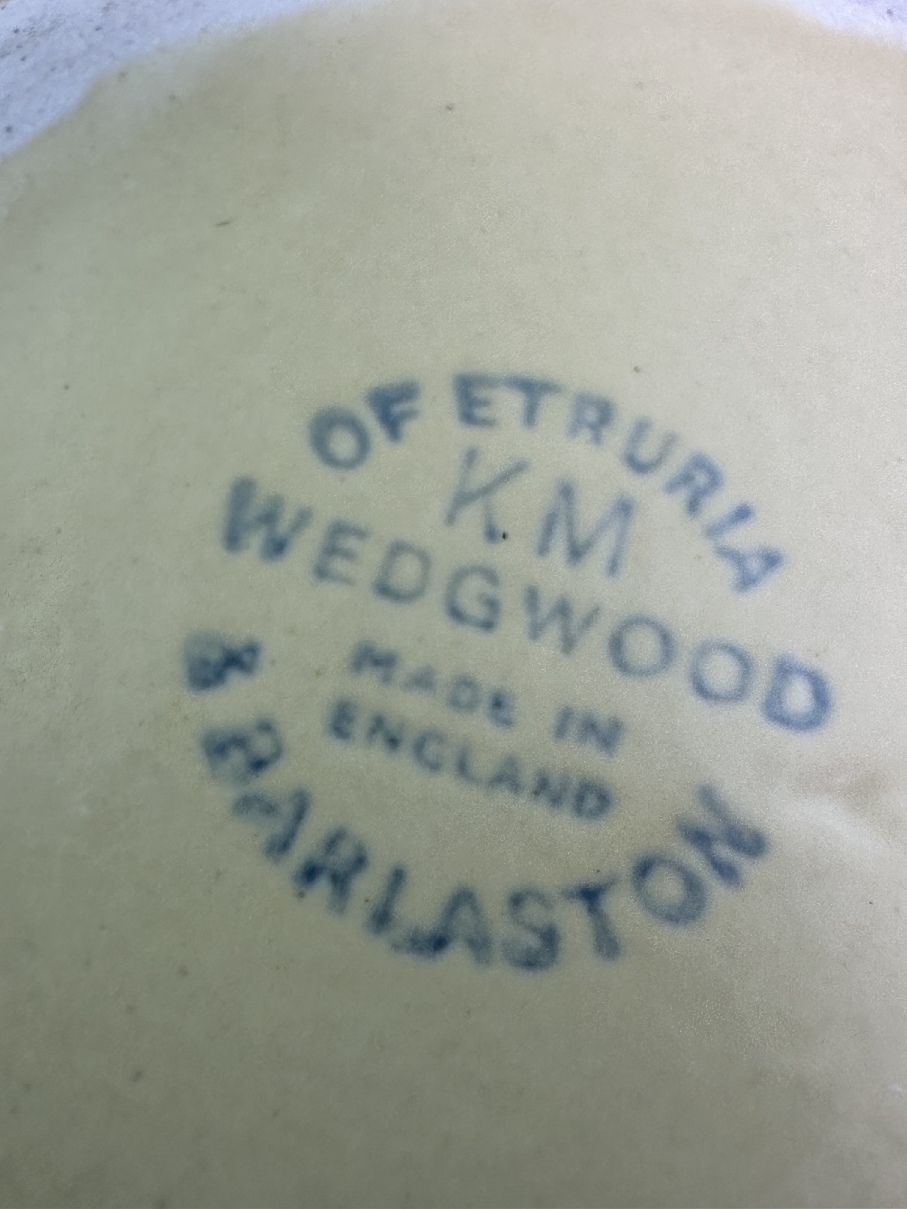 OF ETRURIA
KM
WEDGWOOD
MADE IN
ENGLAND
& BARLASTON